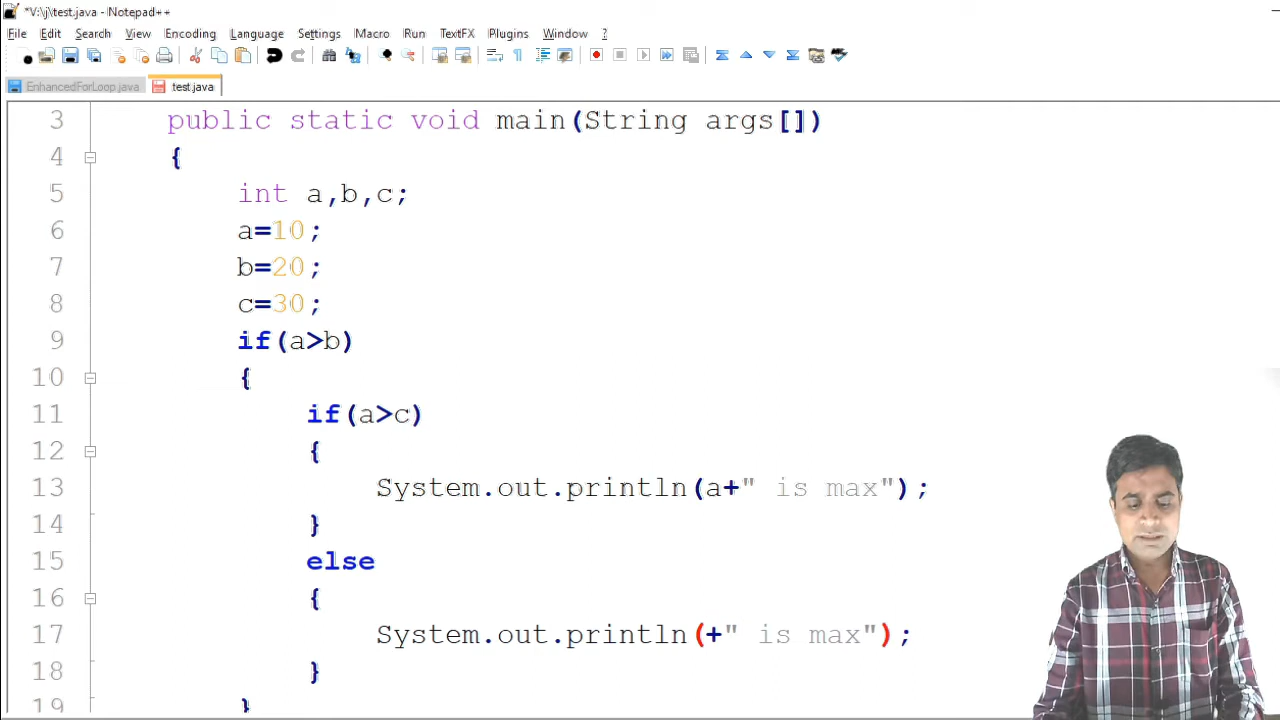 *V:\j\test.java - Notepad++
File Edit Search View Encoding Language Settings Macro Run TextFX Plugins Window ?
EnhancedForLoop.java test.java
3 public static void main(String args[])
4 {
5 int a,b,c;
6 a=10;
7 b=20;
8 c=30;
9 if(a>b)
10 {
11 if(a>c)
12 {
13 System.out.println(a+" is max");
14 }
15 else
16 {
17 System.out.println(+" is max");
18 }
19 }